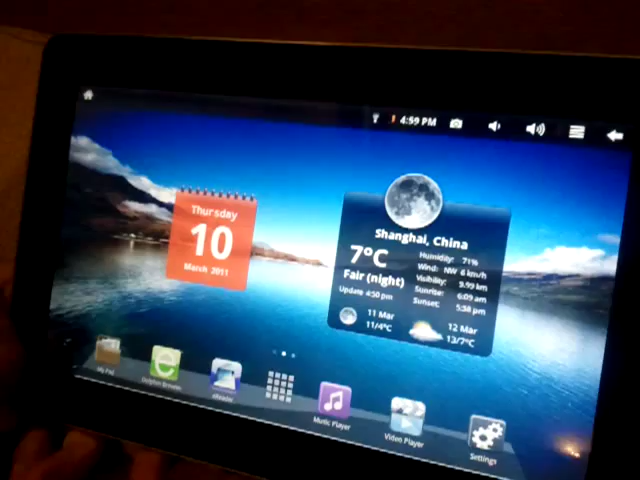 4:59 PM
Thursday
10
March 2011
Shanghai, China
7°C
Fair (night)
Update 4:50 pm
Humidity: 71%
Wind: NW 6 km/h
Visibility: 9.99 km
Sunrise: 6:09 am
Sunset: 5:58 pm
11 Mar
11/4°C
12 Mar
13/7°C
Dolphin Browser
Music Player
Video Player
Settings